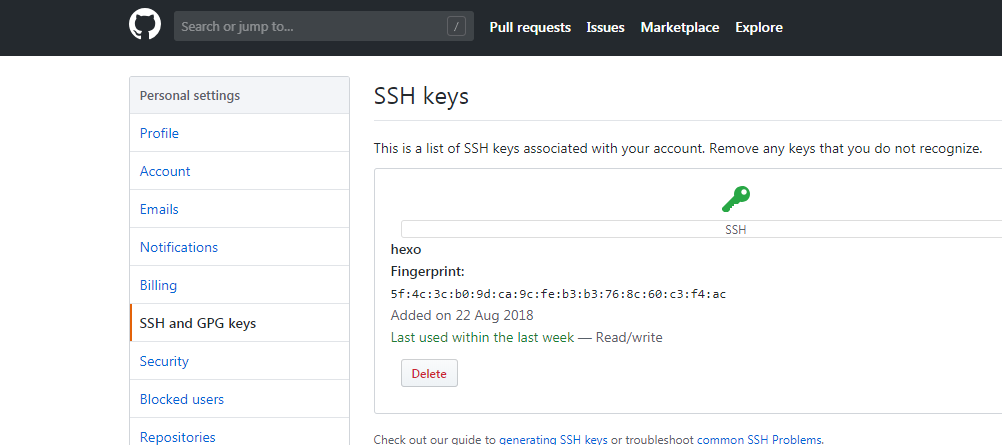 Search or jump to... / Pull requests Issues Marketplace Explore
Personal settings
Profile
Account
Emails
Notifications
Billing
SSH and GPG keys
Security
Blocked users
Repositories
SSH keys
This is a list of SSH keys associated with your account. Remove any keys that you do not recognize.
SSH
hexo
Fingerprint:
5f:4c:3c:b0:9d:ca:9c:fe:b3:b3:76:8c:60:c3:f4:ac
Added on 22 Aug 2018
Last used within the last week — Read/write
Delete
Check out our guide to generating SSH keys or troubleshoot common SSH Problems.